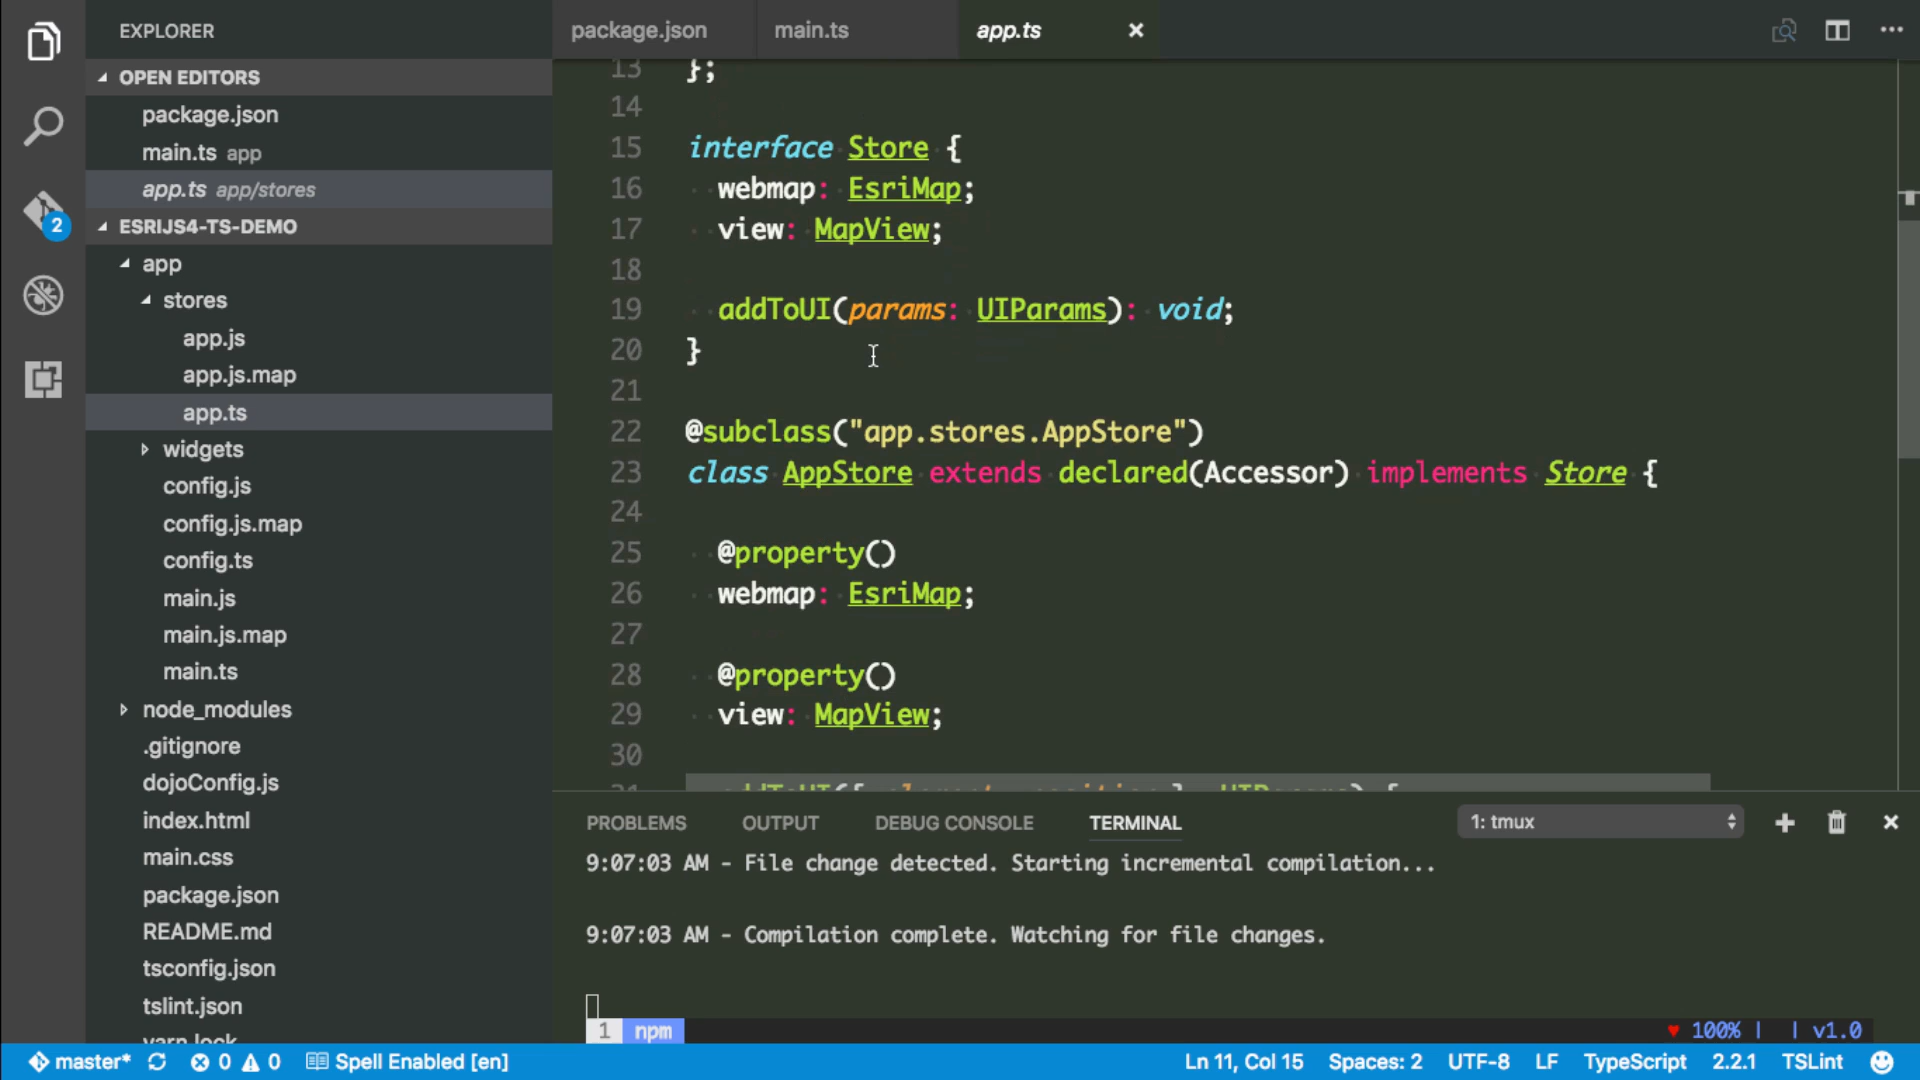 EXPLORER
OPEN EDITORS
package.json
main.ts app
app.ts app/stores
2
ESRIJS4-TS-DEMO
app
stores
app.js
app.js.map
app.ts
widgets
config.js
config.js.map
config.ts
main.js
main.js.map
main.ts
node_modules
.gitignore
dojoConfig.js
index.html
main.css
package.json
README.md
tsconfig.json
tslint.json
yarn.lock
package.json main.ts app.ts
13 };
14
15 interface Store {
16 webmap: EsriMap;
17 view: MapView;
18
19 addToUI(params: UIParams): void;
20 }
21
22 @subclass("app.stores.AppStore")
23 class AppStore extends declared(Accessor) implements Store {
24
25 @property()
26 webmap: EsriMap;
27
28 @property()
29 view: MapView;
30
31 addToUI({ element, position }: UIParams) {
PROBLEMS OUTPUT DEBUG CONSOLE TERMINAL 1: tmux
9:07:03 AM - File change detected. Starting incremental compilation...
9:07:03 AM - Compilation complete. Watching for file changes.
1 npm ♥ 100% | | v1.0
master* 0 0 Spell Enabled [en] Ln 11, Col 15 Spaces: 2 UTF-8 LF TypeScript 2.2.1 TSLint